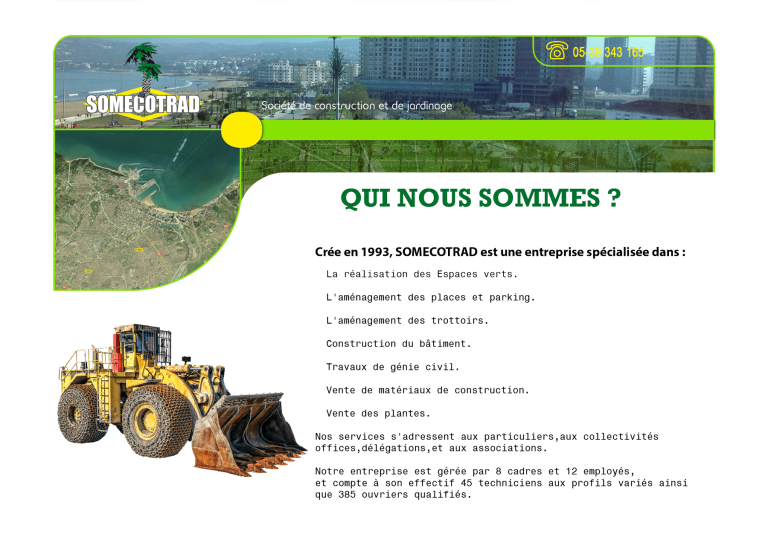 05 39 343 165
SOMECOTRAD
Société de construction et de jardinage
QUI NOUS SOMMES ?
Crée en 1993, SOMECOTRAD est une entreprise spécialisée dans :
La réalisation des Espaces verts.
L'aménagement des places et parking.
L'aménagement des trottoirs.
Construction du bâtiment.
Travaux de génie civil.
Vente de matériaux de construction.
Vente des plantes.
Nos services s'adressent aux particuliers,aux collectivités
offices,délégations,et aux associations.
Notre entreprise est gérée par 8 cadres et 12 employés,
et compte à son effectif 45 techniciens aux profils variés ainsi
que 385 ouvriers qualifiés.